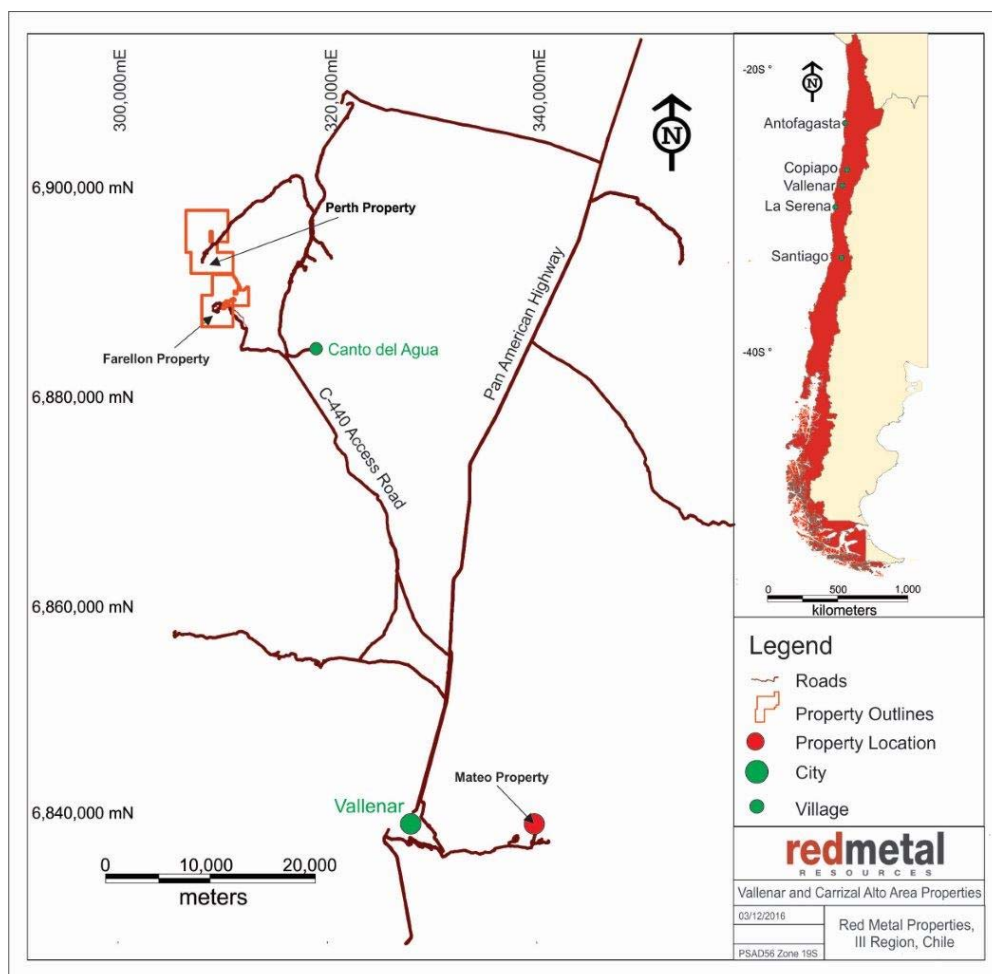 300,000mE
320,000mE
340,000mE
6,900,000 mN
6,880,000 mN
6,860,000 mN
6,840,000 mN
N
Perth Property
Farellon Property
Canto del Agua
C-440 Access Road
Pan American Highway
Vallenar
Mateo Property
0 10,000 20,000
meters
-20S °
N
Antofagasta
Copiapo
Vallenar
La Serena
Santiago
-40S °
0 500 1,000
kilometers
Legend
Roads
Property Outlines
Property Location
City
Village
redmetal
RESOURCES
Vallenar and Carrizal Alto Area Properties
03/12/2016
Red Metal Properties,
III Region, Chile
PSAD56 Zone 19S